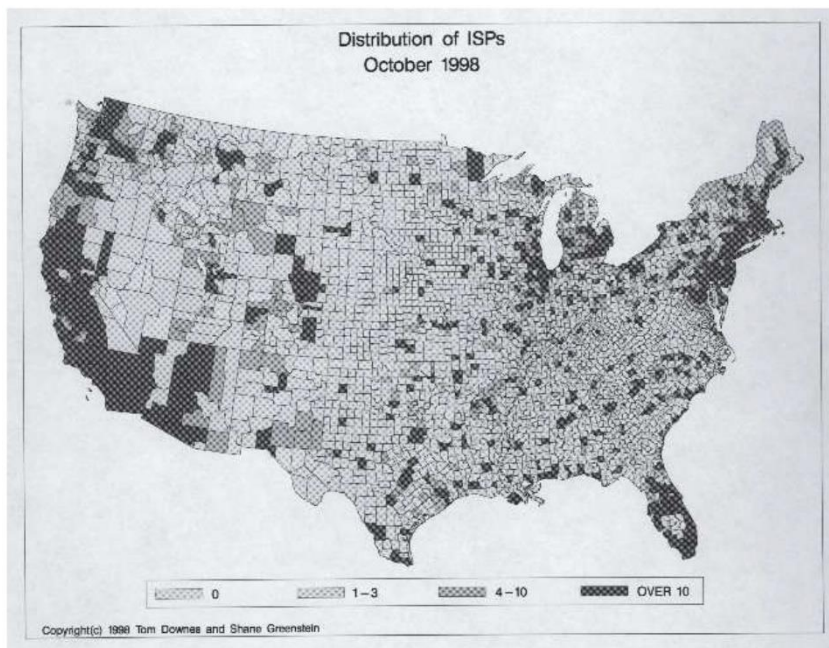 Distribution of ISPs
October 1998
0 1-3 4-10 OVER 10
Copyright(c) 1998 Tom Downes and Shane Greenstein